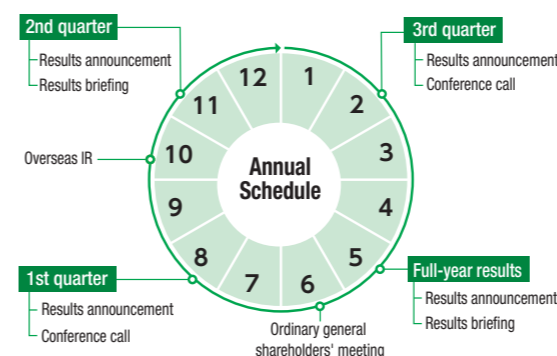 2nd quarter
Results announcement
Results briefing
3rd quarter
Results announcement
Conference call
12
1
2
3
4
5
6
7
8
9
10
11
Annual
Schedule
Overseas IR
1st quarter
Results announcement
Conference call
Full-year results
Results announcement
Results briefing
Ordinary general
shareholders' meeting